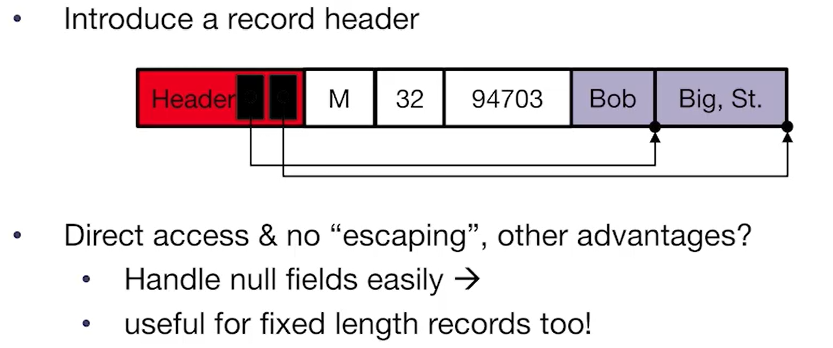 Introduce a record header
Header M 32 94703 Bob Big, St.
Direct access & no “escaping”, other advantages?
Handle null fields easily →
useful for fixed length records too!